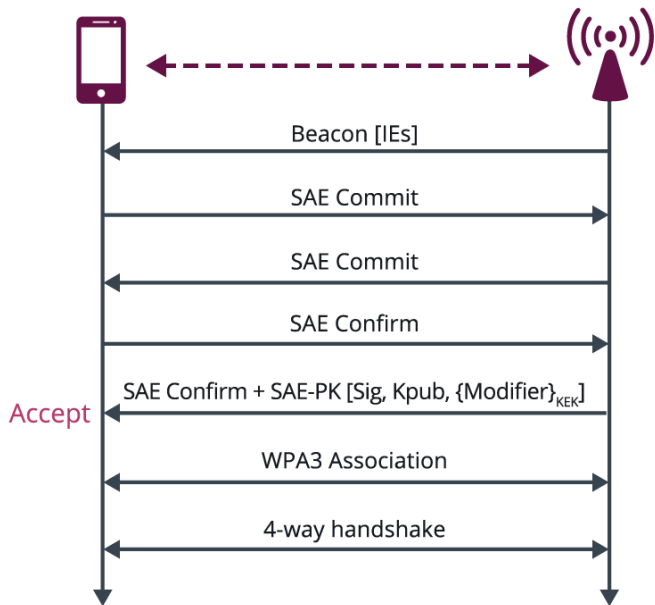 Beacon [IEs]
SAE Commit
SAE Commit
SAE Confirm
SAE Confirm + SAE-PK [Sig, Kpub, {Modifier}KEK]
Accept
WPA3 Association
4-way handshake